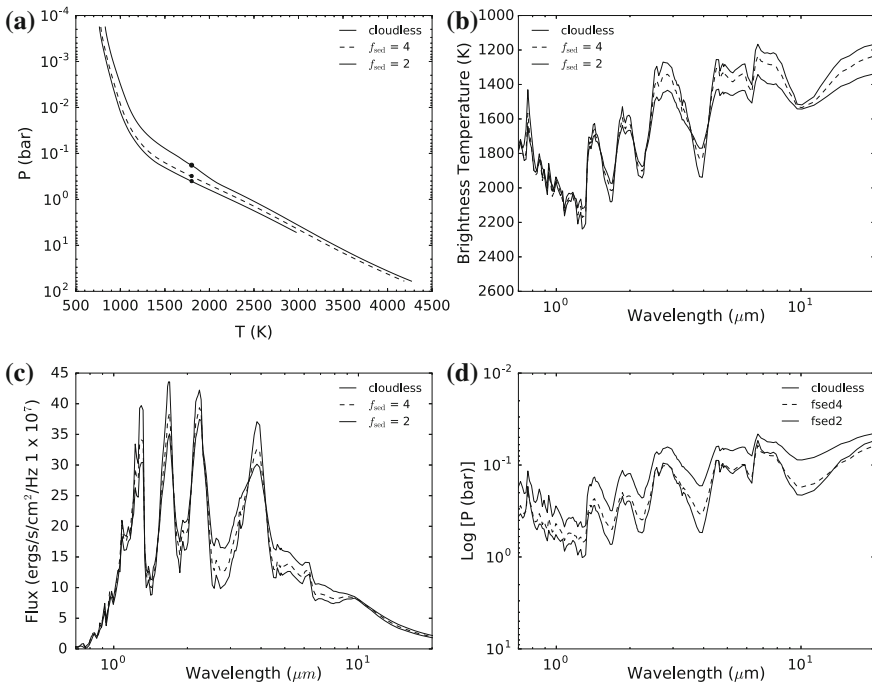 (a)
cloudless
f_sed = 4
f_sed = 2
10^-4
10^-3
10^-2
10^-1
10^0
10^1
10^2
P (bar)
500 1000 1500 2000 2500 3000 3500 4000 4500
T (K)
(b)
cloudless
f_sed = 4
f_sed = 2
1000
1200
1400
1600
1800
2000
2200
2400
2600
Brightness Temperature (K)
10^0 10^1
Wavelength (μm)
(c)
cloudless
f_sed = 4
f_sed = 2
45
40
35
30
25
20
15
10
5
0
Flux (ergs/s/cm^2/Hz 1 x 10^7)
10^0 10^1
Wavelength (μm)
(d)
cloudless
fsed4
fsed2
10^-2
10^-1
10^0
10^1
Log [P (bar)]
10^0 10^1
Wavelength (μm)